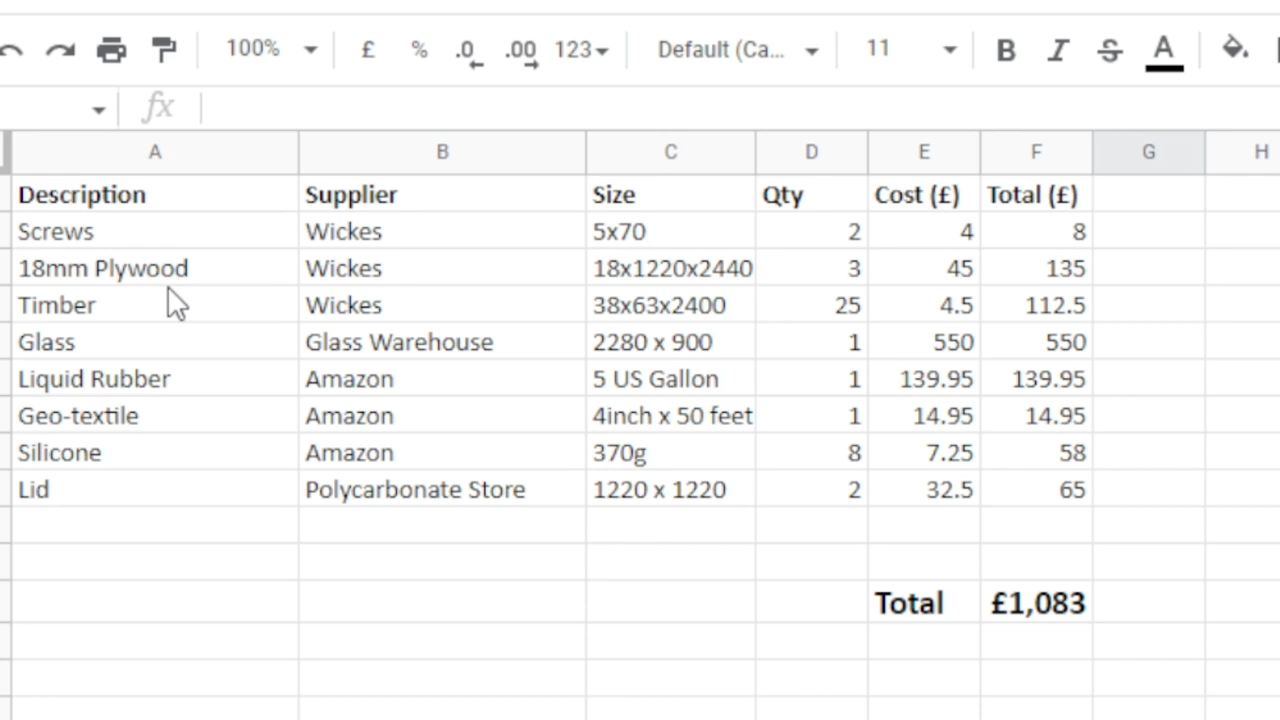 100% £ % .0 .00 123 Default (Ca... 11 B I S A
fx
A B C D E F G H
Description Supplier Size Qty Cost (£) Total (£)
Screws Wickes 5x70 2 4 8
18mm Plywood Wickes 18x1220x2440 3 45 135
Timber Wickes 38x63x2400 25 4.5 112.5
Glass Glass Warehouse 2280 x 900 1 550 550
Liquid Rubber Amazon 5 US Gallon 1 139.95 139.95
Geo-textile Amazon 4inch x 50 feet 1 14.95 14.95
Silicone Amazon 370g 8 7.25 58
Lid Polycarbonate Store 1220 x 1220 2 32.5 65
Total £1,083